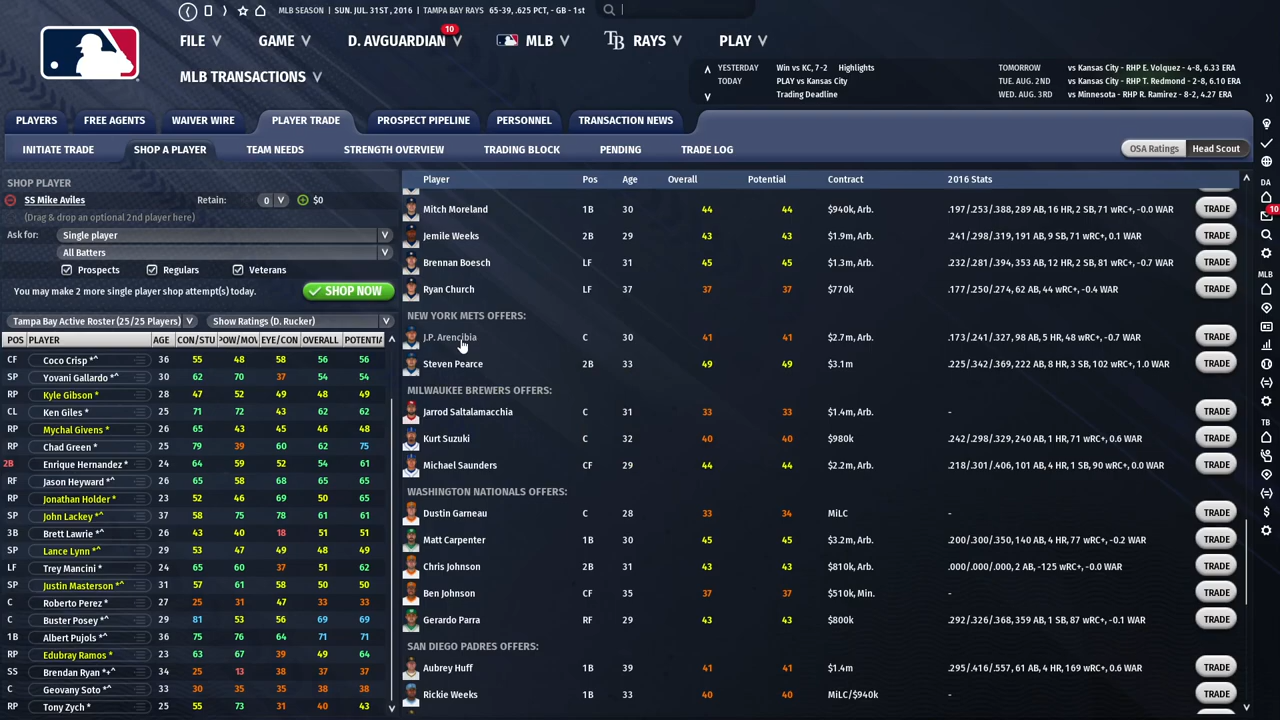 MLB SEASON | SUN. JUL. 31ST, 2016 | TAMPA BAY RAYS 65-39, .625 PCT, - GB - 1st
FILE GAME D. AVGUARDIAN 10 MLB TB RAYS PLAY
MLB TRANSACTIONS
YESTERDAY Win vs KC, 7-2 Highlights
TODAY PLAY vs Kansas City
Trading Deadline
TOMORROW vs Kansas City - RHP E. Volquez - 4-8, 6.33 ERA
TUE. AUG. 2ND vs Kansas City - RHP T. Redmond - 2-8, 6.10 ERA
WED. AUG. 3RD vs Minnesota - RHP R. Ramirez - 8-2, 4.27 ERA
PLAYERS FREE AGENTS WAIVER WIRE PLAYER TRADE PROSPECT PIPELINE PERSONNEL TRANSACTION NEWS
INITIATE TRADE SHOP A PLAYER TEAM NEEDS STRENGTH OVERVIEW TRADING BLOCK PENDING TRADE LOG OSA Ratings Head Scout
SHOP PLAYER
SS Mike Aviles Retain: 0 $0
(Drag & drop an optional 2nd player here)
Ask for: Single player
All Batters
Prospects Regulars Veterans
You may make 2 more single player shop attempt(s) today. SHOP NOW
Tampa Bay Active Roster (25/25 Players) Show Ratings (D. Rucker)
POS PLAYER AGE CON/STU POW/MOV EYE/CON OVERALL POTENTIA
CF Coco Crisp *^ 36 55 48 58 56 56
SP Yovani Gallardo *^ 30 62 70 37 54 54
RP Kyle Gibson * 28 47 52 49 48 49
CL Ken Giles * 25 71 72 43 62 62
RP Mychal Givens * 26 65 43 45 46 48
RP Chad Green * 25 79 39 60 62 75
2B Enrique Hernandez * 24 64 59 52 54 61
RF Jason Heyward *^ 26 65 58 68 65 65
RP Jonathan Holder * 23 52 46 69 50 65
SP John Lackey *^ 37 58 75 78 61 61
3B Brett Lawrie *^ 26 43 40 18 51 51
SP Lance Lynn *^ 29 53 47 49 49 49
LF Trey Mancini * 24 65 60 37 51 62
SP Justin Masterson *^ 31 57 61 58 50 50
C Roberto Perez * 27 25 31 47 33 33
C Buster Posey *^ 29 81 53 56 69 69
1B Albert Pujols *^ 36 75 76 64 71 71
RP Edubray Ramos * 23 63 67 39 49 64
SS Brendan Ryan *+^ 34 25 13 38 37 37
C Geovany Soto *^ 33 30 35 35 38 38
RP Tony Zych * 25 55 73 31 40 43
Player Pos Age Overall Potential Contract 2016 Stats
Mitch Moreland 1B 30 44 44 $940k, Arb. .197/.253/.388, 289 AB, 16 HR, 2 SB, 71 wRC+, -0.0 WAR TRADE
Jemile Weeks 2B 29 43 43 $1.9m, Arb. .241/.298/.319, 191 AB, 9 SB, 71 wRC+, 0.1 WAR TRADE
Brennan Boesch LF 31 45 45 $1.3m, Arb. .232/.281/.394, 353 AB, 12 HR, 2 SB, 81 wRC+, -0.7 WAR TRADE
Ryan Church LF 37 37 37 $770k .177/.250/.274, 62 AB, 44 wRC+, -0.4 WAR TRADE
NEW YORK METS OFFERS:
J.P. Arencibia C 30 41 41 $2.7m, Arb. .173/.241/.327, 98 AB, 5 HR, 48 wRC+, -0.7 WAR TRADE
Steven Pearce 2B 33 49 49 .1m .225/.342/.399, 222 AB, 8 HR, 3 SB, 102 wRC+, 1.0 WAR TRADE
MILWAUKEE BREWERS OFFERS:
Jarrod Saltalamacchia C 31 33 33 $1.4m, Arb. - TRADE
Kurt Suzuki C 32 40 40 .242/.298/.329, 240 AB, 1 HR, 71 wRC+, 0.6 WAR TRADE
Michael Saunders CF 29 44 44 $2.2m, Arb. .218/.301/.406, 101 AB, 4 HR, 1 SB, 90 wRC+, 0.0 WAR TRADE
WASHINGTON NATIONALS OFFERS:
Dustin Garneau C 28 33 34 MiLC - TRADE
Matt Carpenter 1B 30 45 45 $3.2m, Arb. .200/.300/.350, 140 AB, 4 HR, 77 wRC+, -0.2 WAR TRADE
Chris Johnson 2B 31 43 43 Arb. .000/.000/.000, 2 AB, -125 wRC+, -0.0 WAR TRADE
Ben Johnson 35 37 37 Min. - TRADE
Gerardo Parra 29 43 43 .292/.326/.388, 339 AB, 1 SB, 87 wRC+, -0.1 WAR TRADE
SAN DIEGO PADRES OFFERS:
Aubrey Huff 1B 39 41 41 $1.4m .295/.416/.557, 61 AB, 4 HR, 169 wRC+, 0.6 WAR TRADE
Rickie Weeks 1B 33 40 40 MiLC/$940k - TRADE